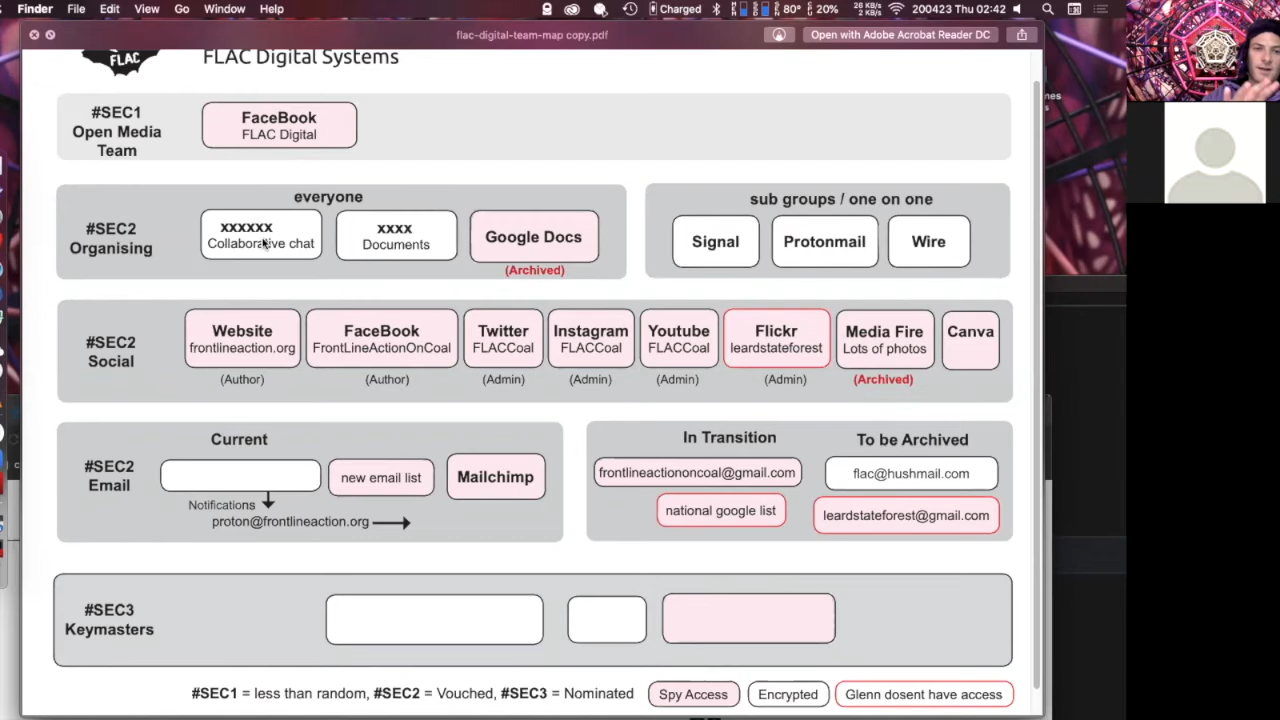 Finder File Edit View Go Window Help
Charged 80° 20% 26 KB/s 2 KB/s 200423 Thu 02:42
flac-digital-team-map copy.pdf
Open with Adobe Acrobat Reader DC
FLAC
FLAC Digital Systems
#SEC1
Open Media
Team
FaceBook
FLAC Digital
#SEC2
Organising
everyone
xxxxxx
Collaborative chat
xxxx
Documents
Google Docs
(Archived)
sub groups / one on one
Signal
Protonmail
Wire
#SEC2
Social
Website
frontlineaction.org
(Author)
FaceBook
FrontLineActionOnCoal
(Author)
Twitter
FLACCoal
(Admin)
Instagram
FLACCoal
(Admin)
Youtube
FLACCoal
(Admin)
Flickr
leardstateforest
(Admin)
Media Fire
Lots of photos
(Archived)
Canva
#SEC2
Email
Current
new email list
Mailchimp
Notifications
proton@frontlineaction.org
In Transition
frontlineactiononcoal@gmail.com
national google list
To be Archived
flac@hushmail.com
leardstateforest@gmail.com
#SEC3
Keymasters
#SEC1 = less than random, #SEC2 = Vouched, #SEC3 = Nominated
Spy Access
Encrypted
Glenn dosent have access